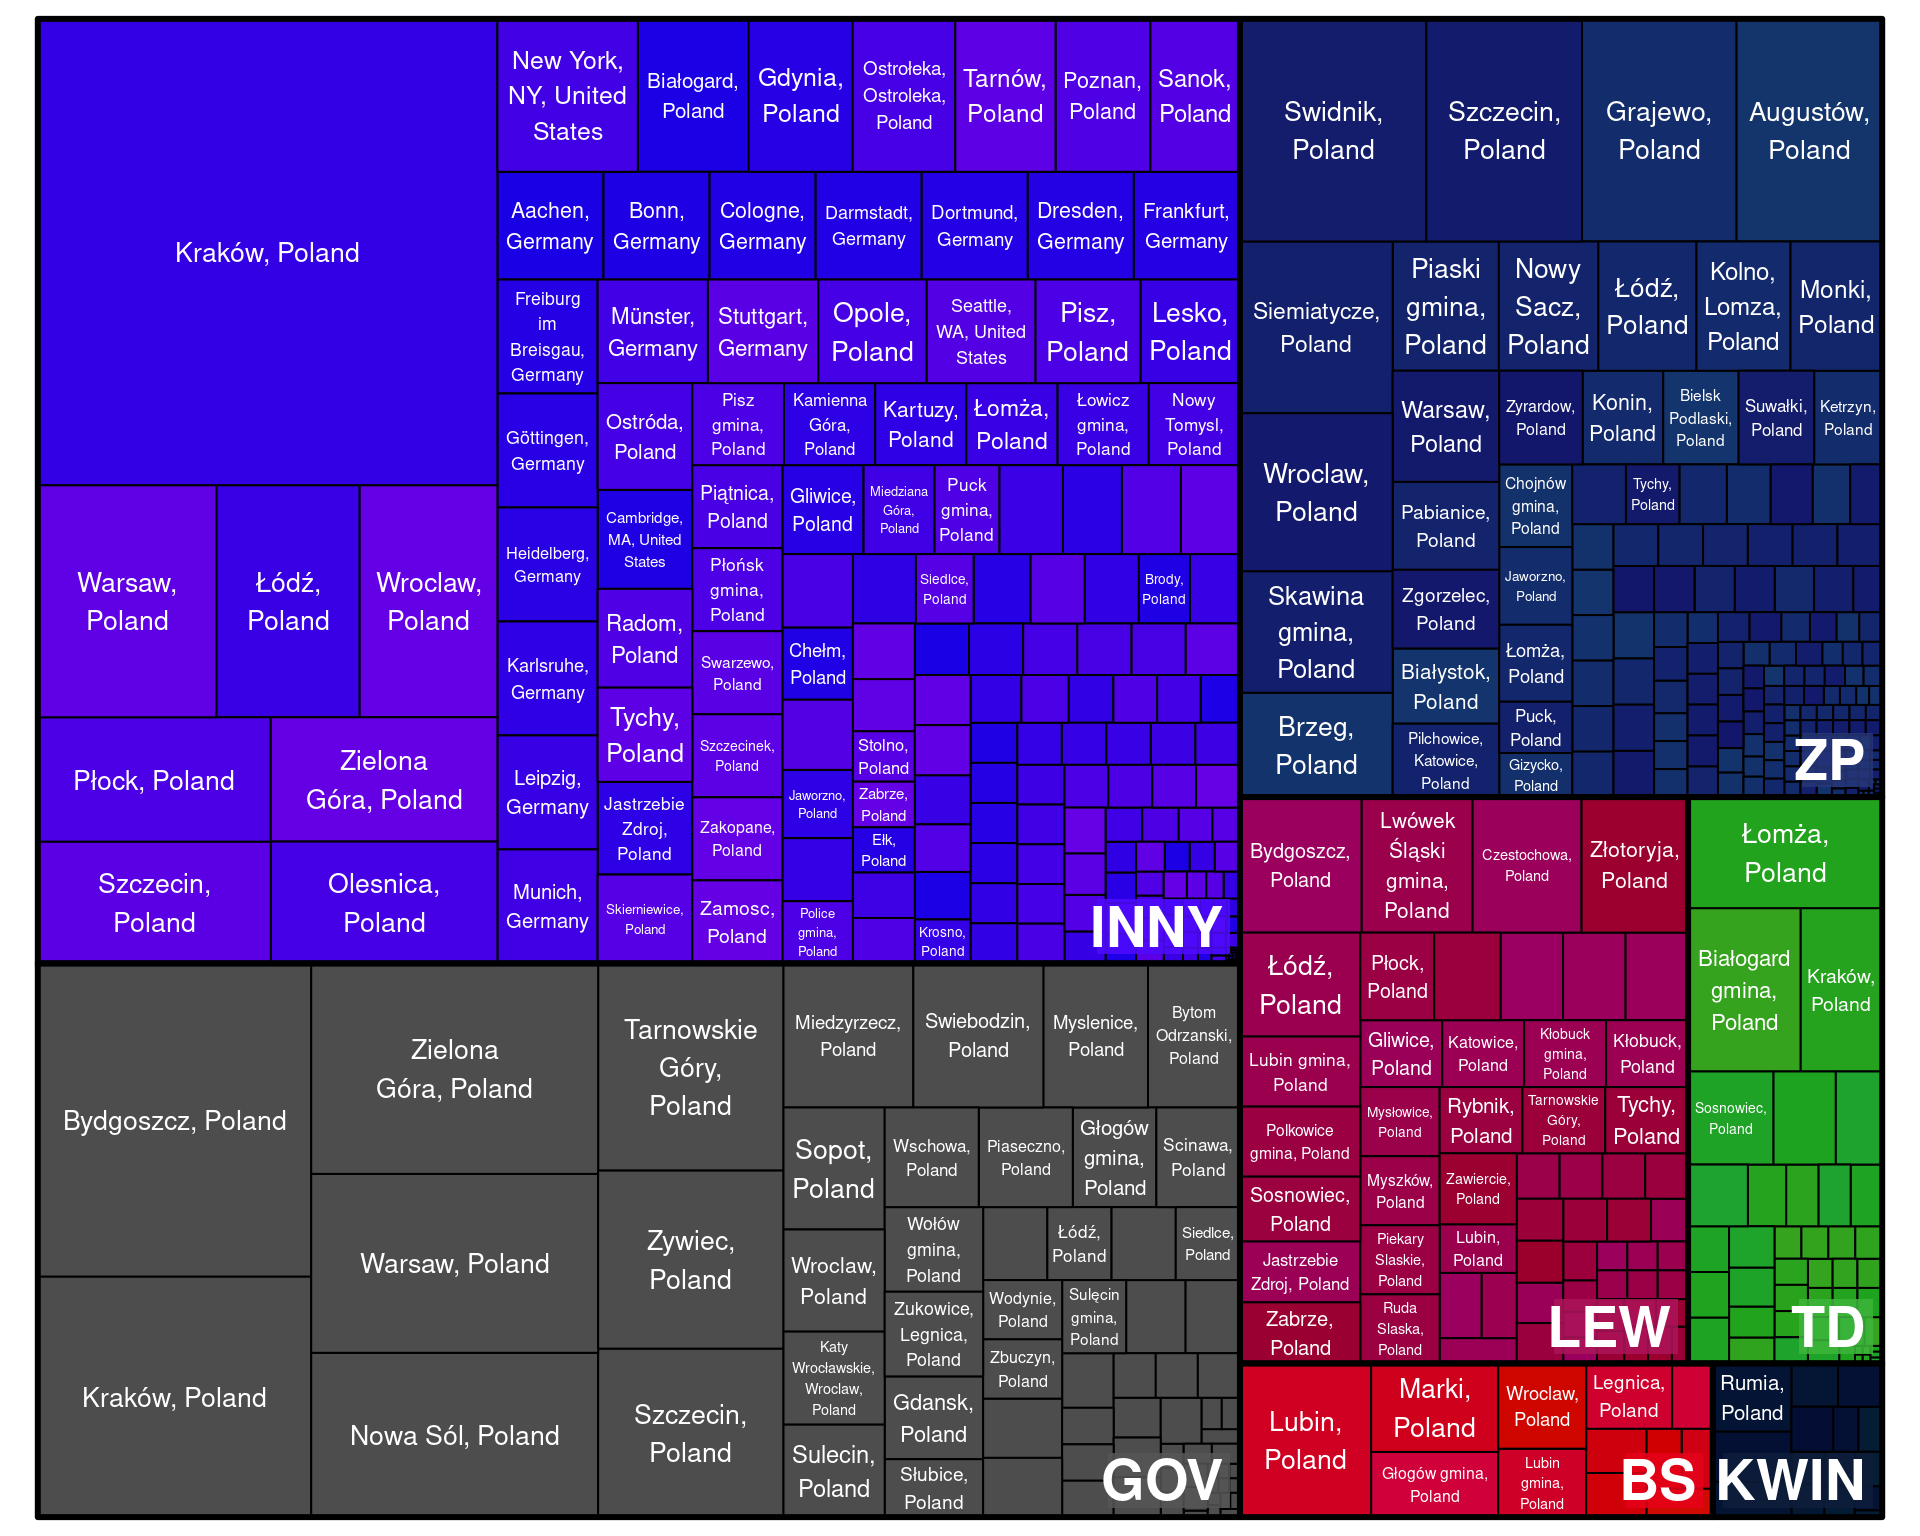 Kraków, Poland
Warsaw,
Poland
Łódź,
Poland
Wroclaw,
Poland
Płock, Poland
Zielona
Góra, Poland
Szczecin,
Poland
Olesnica,
Poland
New York,
NY, United
States
Białogard,
Poland
Gdynia,
Poland
Ostrołeka,
Ostroleka,
Poland
Tarnów,
Poland
Poznan,
Poland
Sanok,
Poland
Aachen,
Germany
Bonn,
Germany
Cologne,
Germany
Darmstadt,
Germany
Dortmund,
Germany
Dresden,
Germany
Frankfurt,
Germany
Freiburg
im
Breisgau,
Germany
Göttingen,
Germany
Heidelberg,
Germany
Karlsruhe,
Germany
Leipzig,
Germany
Munich,
Germany
Münster,
Germany
Stuttgart,
Germany
Opole,
Poland
Seattle,
WA, United
States
Pisz,
Poland
Lesko,
Poland
Ostróda,
Poland
Cambridge,
MA, United
States
Radom,
Poland
Tychy,
Poland
Jastrzebie
Zdroj,
Poland
Skierniewice,
Poland
Pisz
gmina,
Poland
Kamienna
Góra,
Poland
Kartuzy,
Poland
Łomża,
Poland
Łowicz
gmina,
Poland
Nowy
Tomysl,
Poland
Piątnica,
Poland
Płońsk
gmina,
Poland
Swarzewo,
Poland
Szczecinek,
Poland
Zakopane,
Poland
Zamosc,
Poland
Gliwice,
Poland
Miedziana
Góra,
Poland
Puck
gmina,
Poland
Siedlce,
Poland
Brody,
Poland
Chełm,
Poland
Jaworzno,
Poland
Police
gmina,
Poland
Stolno,
Poland
Zabrze,
Poland
Ełk,
Poland
Krosno,
Poland
INNY
Swidnik,
Poland
Szczecin,
Poland
Grajewo,
Poland
Augustów,
Poland
Siemiatycze,
Poland
Wroclaw,
Poland
Skawina
gmina,
Poland
Brzeg,
Poland
Piaski
gmina,
Poland
Nowy
Sacz,
Poland
Łódź,
Poland
Kolno,
Lomza,
Poland
Monki,
Poland
Warsaw,
Poland
Pabianice,
Poland
Zgorzelec,
Poland
Białystok,
Poland
Pilchowice,
Katowice,
Poland
Zyrardow,
Poland
Konin,
Poland
Bielsk
Podlaski,
Poland
Suwałki,
Poland
Ketrzyn,
Poland
Chojnów
gmina,
Poland
Tychy,
Poland
Jaworzno,
Poland
Łomża,
Poland
Puck,
Poland
Gizycko,
Poland
ZP
Bydgoszcz, Poland
Kraków, Poland
Zielona
Góra, Poland
Warsaw, Poland
Nowa Sól, Poland
Tarnowskie
Góry,
Poland
Zywiec,
Poland
Szczecin,
Poland
Miedzyrzecz,
Poland
Swiebodzin,
Poland
Myslenice,
Poland
Bytom
Odrzanski,
Poland
Sopot,
Poland
Wroclaw,
Poland
Katy
Wrocławskie,
Wroclaw,
Poland
Sulecin,
Poland
Wschowa,
Poland
Piaseczno,
Poland
Głogów
gmina,
Poland
Scinawa,
Poland
Wołów
gmina,
Poland
Zukowice,
Legnica,
Poland
Gdansk,
Poland
Słubice,
Poland
Łódź,
Poland
Siedlce,
Poland
Wodynie,
Poland
Zbuczyn,
Poland
Sulęcin
gmina,
Poland
GOV
Bydgoszcz,
Poland
Lwówek
Śląski
gmina,
Poland
Czestochowa,
Poland
Złotoryja,
Poland
Łódź,
Poland
Lubin gmina,
Poland
Polkowice
gmina, Poland
Sosnowiec,
Poland
Jastrzebie
Zdroj, Poland
Zabrze,
Poland
Płock,
Poland
Gliwice,
Poland
Katowice,
Poland
Kłobuck
gmina,
Poland
Kłobuck,
Poland
Mysłowice,
Poland
Rybnik,
Poland
Tarnowskie
Góry,
Poland
Tychy,
Poland
Myszków,
Poland
Zawiercie,
Poland
Piekary
Slaskie,
Poland
Lubin,
Poland
Ruda
Slaska,
Poland
LEW
Łomża,
Poland
Białogard
gmina,
Poland
Kraków,
Poland
Sosnowiec,
Poland
TD
Lubin,
Poland
Marki,
Poland
Głogów gmina,
Poland
Wroclaw,
Poland
Lubin
gmina,
Poland
Legnica,
Poland
BS
Rumia,
Poland
KWIN